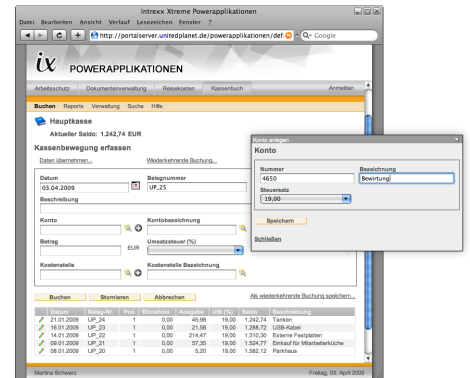 Intrexx Xtreme Powerapplikationen
Datei Bearbeiten Ansicht Verlauf Lesezeichen Fenster ?
http://portalserver.unitedplanet.de/powerapplikationen/def
Google
ix POWERAPPLIKATIONEN
Arbeitsschutz Dokumentenverwaltung Reisekosten Kassenbuch Anmelden
Buchen Reports Verwaltung Suche Hilfe
Hauptkasse
Aktueller Saldo: 1.242,74 EUR
Kassenbewegung erfassen
Daten übernehmen... Wiederkehrende Buchung...
Datum Belegnummer
03.04.2009 UP_25
Beschreibung
Konto Kontobezeichnung
Betrag Umsatzsteuer (%)
EUR
Kostenstelle Kostenstelle Bezeichnung
Buchen Stornieren Abbrechen Als wiederkehrende Buchung speichern...
Datum Beleg-Nr. Pos. Einnahme Ausgabe USt (%) Saldo Beschreibung
21.01.2009 UP_24 1 0,00 45,98 19,00 1.242,74 Tanken
16.01.2009 UP_23 1 0,00 21,58 19,00 1.288,72 USB-Kabel
14.01.2009 UP_22 1 0,00 214,47 19,00 1.310,30 Externe Festplatten
09.01.2009 UP_21 1 0,00 57,35 19,00 1.524,77 Einkauf für Mitarbeiterküche
08.01.2009 UP_20 1 0,00 5,20 19,00 1.582,12 Parkhaus
Martina Schwarz Freitag, 03. April 2009
Konto anlegen
Konto
Nummer Bezeichnung
4650 Bewirtung
Steuersatz
19,00
Speichern
Schließen